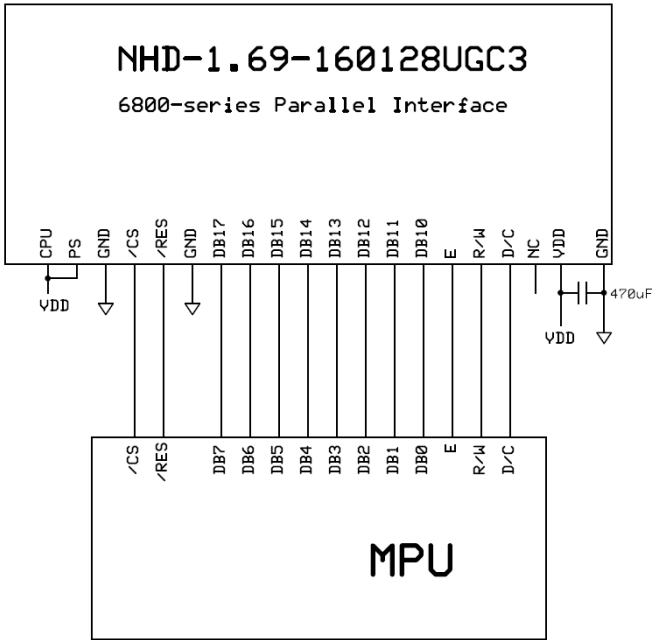 NHD-1.69-160128UGC3
6800-series Parallel Interface
CPU
PS
GND
/CS
/RES
GND
DB17
DB16
DB15
DB14
DB13
DB12
DB11
DB10
E
R/W
D/C
NC
VDD
GND
VDD
470uF
VDD
/CS
/RES
DB7
DB6
DB5
DB4
DB3
DB2
DB1
DB0
E
R/W
D/C
MPU